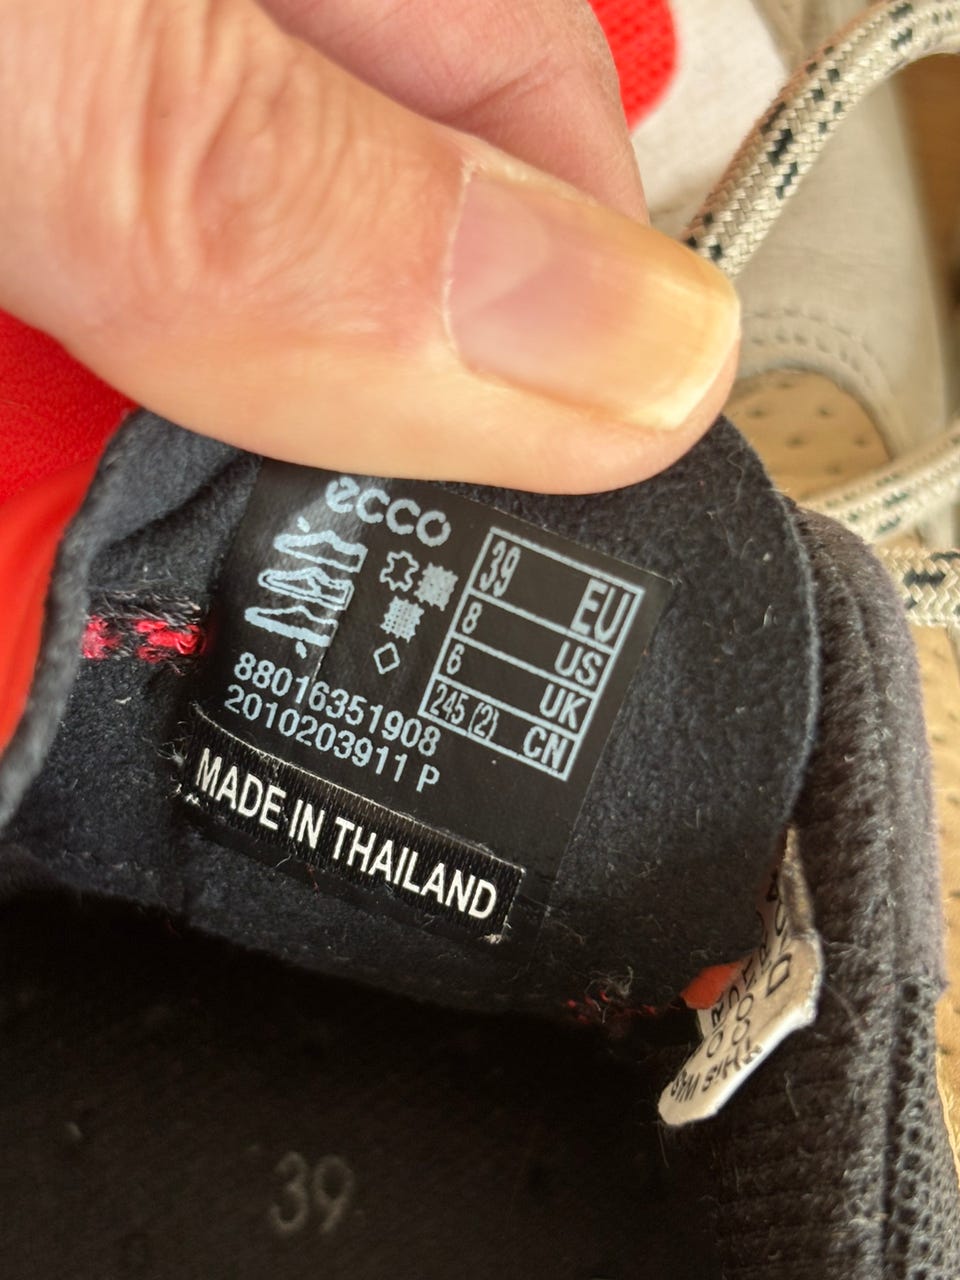 ecco
39 EU
8 US
6 UK
245 (2) CN
88016351908
2010203911 P
MADE IN THAILAND
39